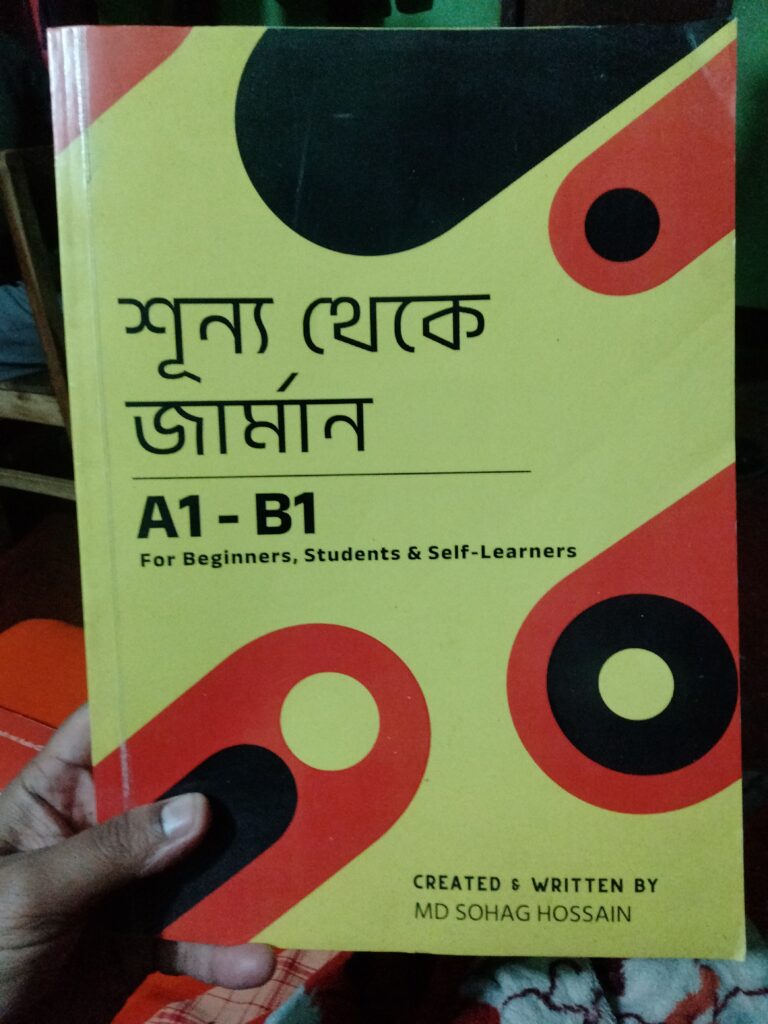 শূন্য থেকে
জার্মান
A1 - B1
For Beginners, Students & Self-Learners
CREATED & WRITTEN BY
MD SOHAG HOSSAIN